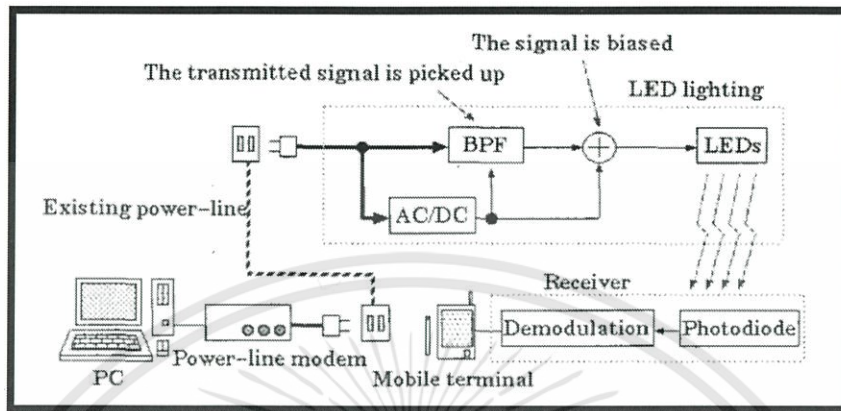 The signal is biased
The transmitted signal is picked up
LED lighting
BPF
LEDs
AC/DC
Existing power-line
Receiver
Demodulation
Photodiode
Power-line modem
PC
Mobile terminal